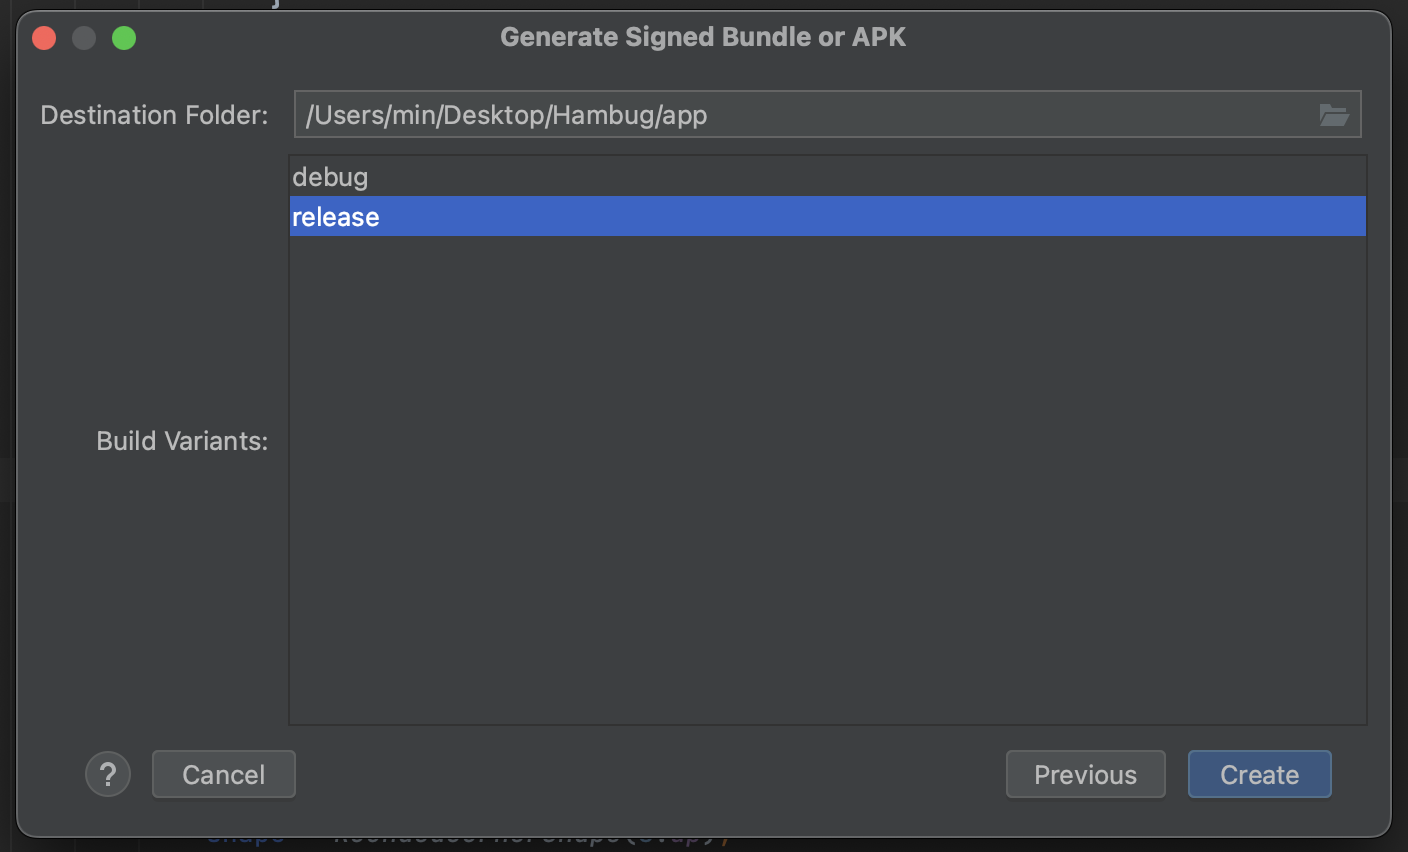 Generate Signed Bundle or APK
Destination Folder: /Users/min/Desktop/Hambug/app
debug
release
Build Variants:
? Cancel Previous Create